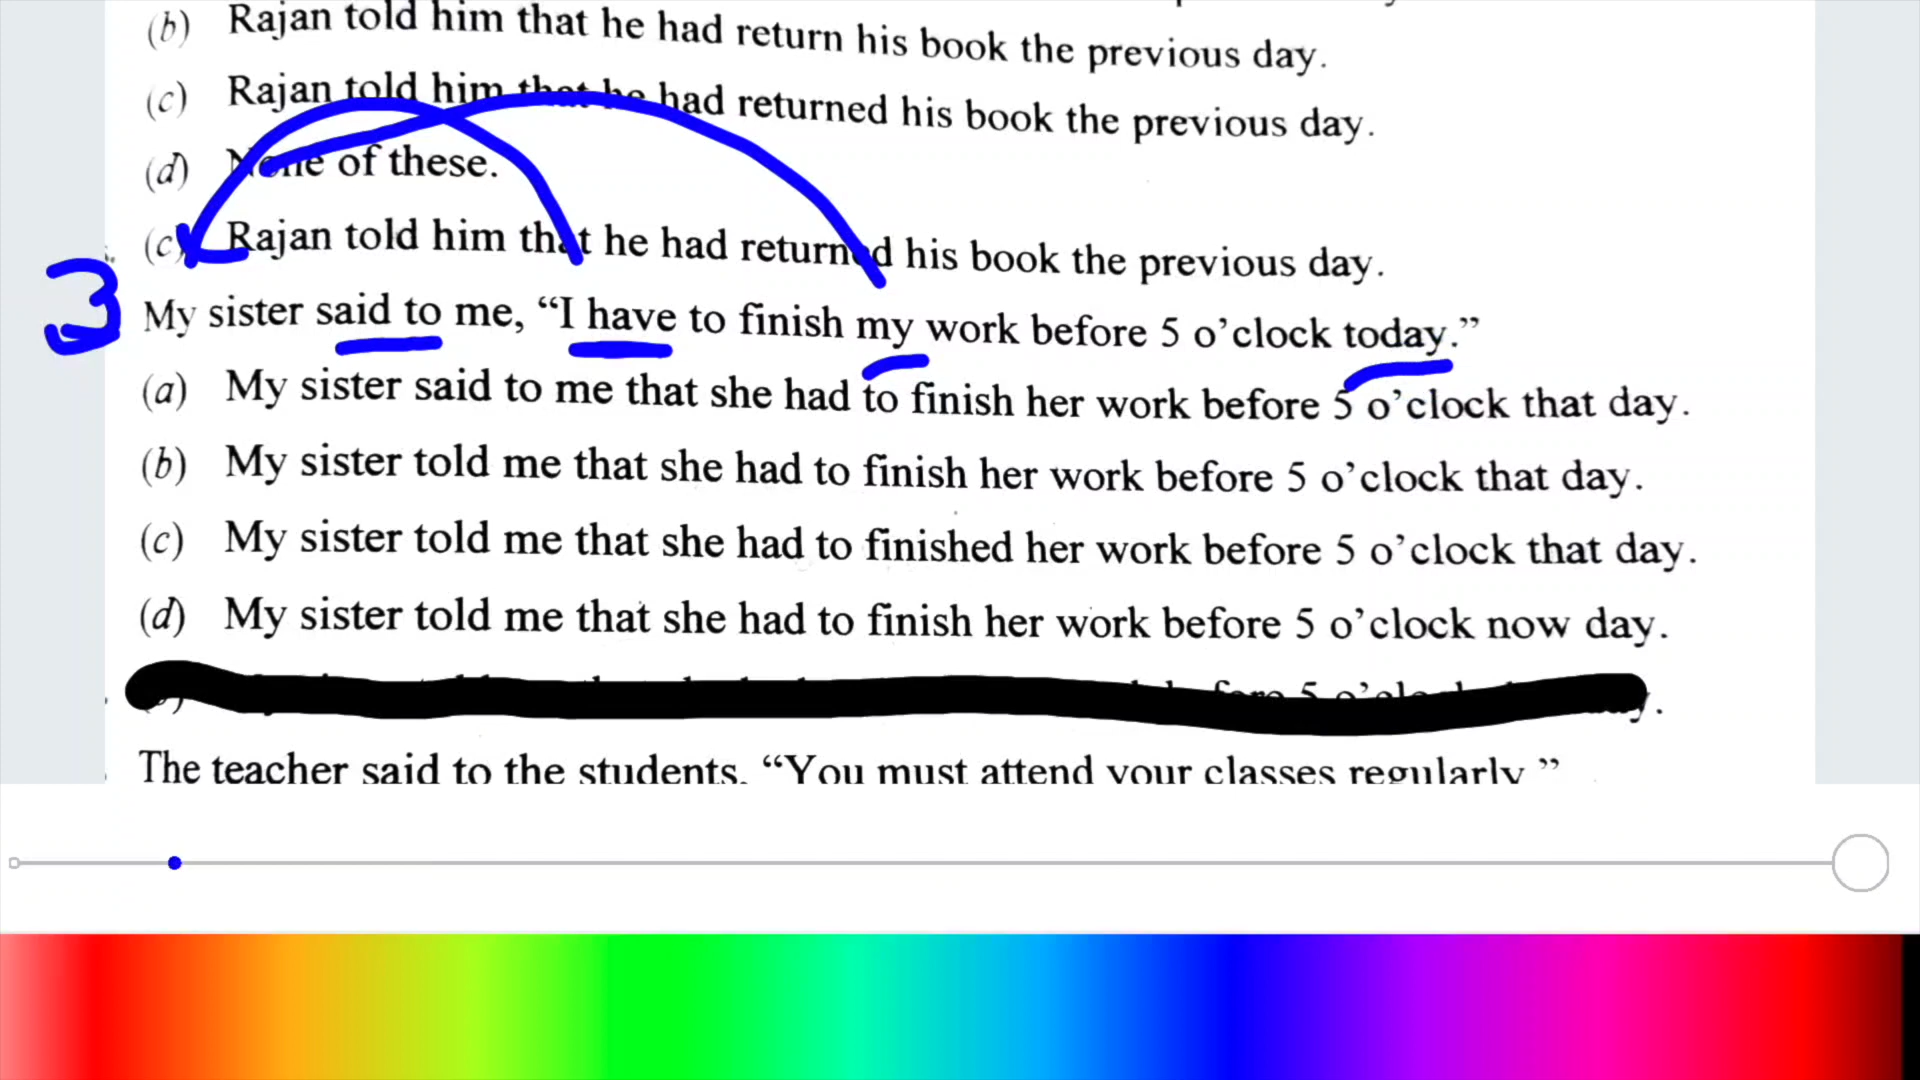 (b) Rajan told him that he had return his book the previous day.
(c) Rajan told him that he had returned his book the previous day.
(d) None of these.
(c) Rajan told him that he had returned his book the previous day.
3 My sister said to me, “I have to finish my work before 5 o’clock today.”
(a) My sister said to me that she had to finish her work before 5 o’clock that day.
(b) My sister told me that she had to finish her work before 5 o’clock that day.
(c) My sister told me that she had to finished her work before 5 o’clock that day.
(d) My sister told me that she had to finish her work before 5 o’clock now day.
5 o’
The teacher said to the students. “You must attend your classes regularly”